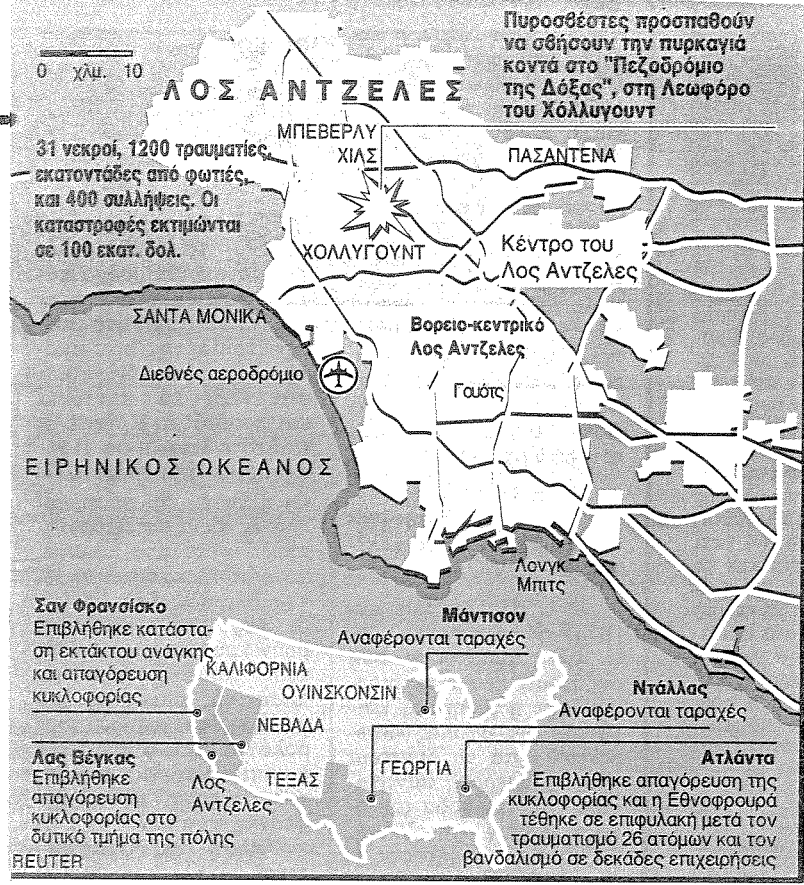 Πυροσβέστες προσπαθούν
να σβήσουν την πυρκαγιά
κοντά στο "Πεζοδρόμιο
της Δόξας", στη Λεωφόρο
του Χόλλυγουντ
0 χλμ. 10
ΛΟΣ ΑΝΤΖΕΛΕΣ
31 νεκροί, 1200 τραυματίες,
εκατοντάδες από φωτιές,
και 400 συλλήψεις. Οι
καταστροφές εκτιμώνται
σε 100 εκατ. δολ.
ΜΠΕΒΕΡΛΥ
ΧΙΛΣ
ΠΑΣΑΝΤΕΝΑ
ΧΟΛΛΥΓΟΥΝΤ
Κέντρο του
Λος Αντζελες
ΣΑΝΤΑ ΜΟΝΙΚΑ
Βορειο-κεντρικό
Λος Αντζελες
Διεθνές αεροδρόμιο
Γουότς
ΕΙΡΗΝΙΚΟΣ ΩΚΕΑΝΟΣ
Λονγκ
Μπιτς
Σαν Φρανσίσκο
Επιβλήθηκε κατάστα-
ση εκτάκτου ανάγκης
και απαγόρευση
κυκλοφορίας
Μάντισον
Αναφέρονται ταραχές
ΚΑΛΙΦΟΡΝΙΑ
ΟΥΙΝΣΚΟΝΣΙΝ
ΝΕΒΑΔΑ
Ντάλλας
Αναφέρονται ταραχές
Λας Βέγκας
Επιβλήθηκε
απαγόρευση
κυκλοφορίας στο
δυτικό τμήμα της πόλης
Λος
Αντζελες
ΤΕΞΑΣ
ΓΕΩΡΓΙΑ
Ατλάντα
Επιβλήθηκε απαγόρευση της
κυκλοφορίας και η Εθνοφρουρά
τέθηκε σε επιφυλακή μετά τον
τραυματισμό 26 ατόμων και τον
βανδαλισμό σε δεκάδες επιχειρήσεις
REUTER